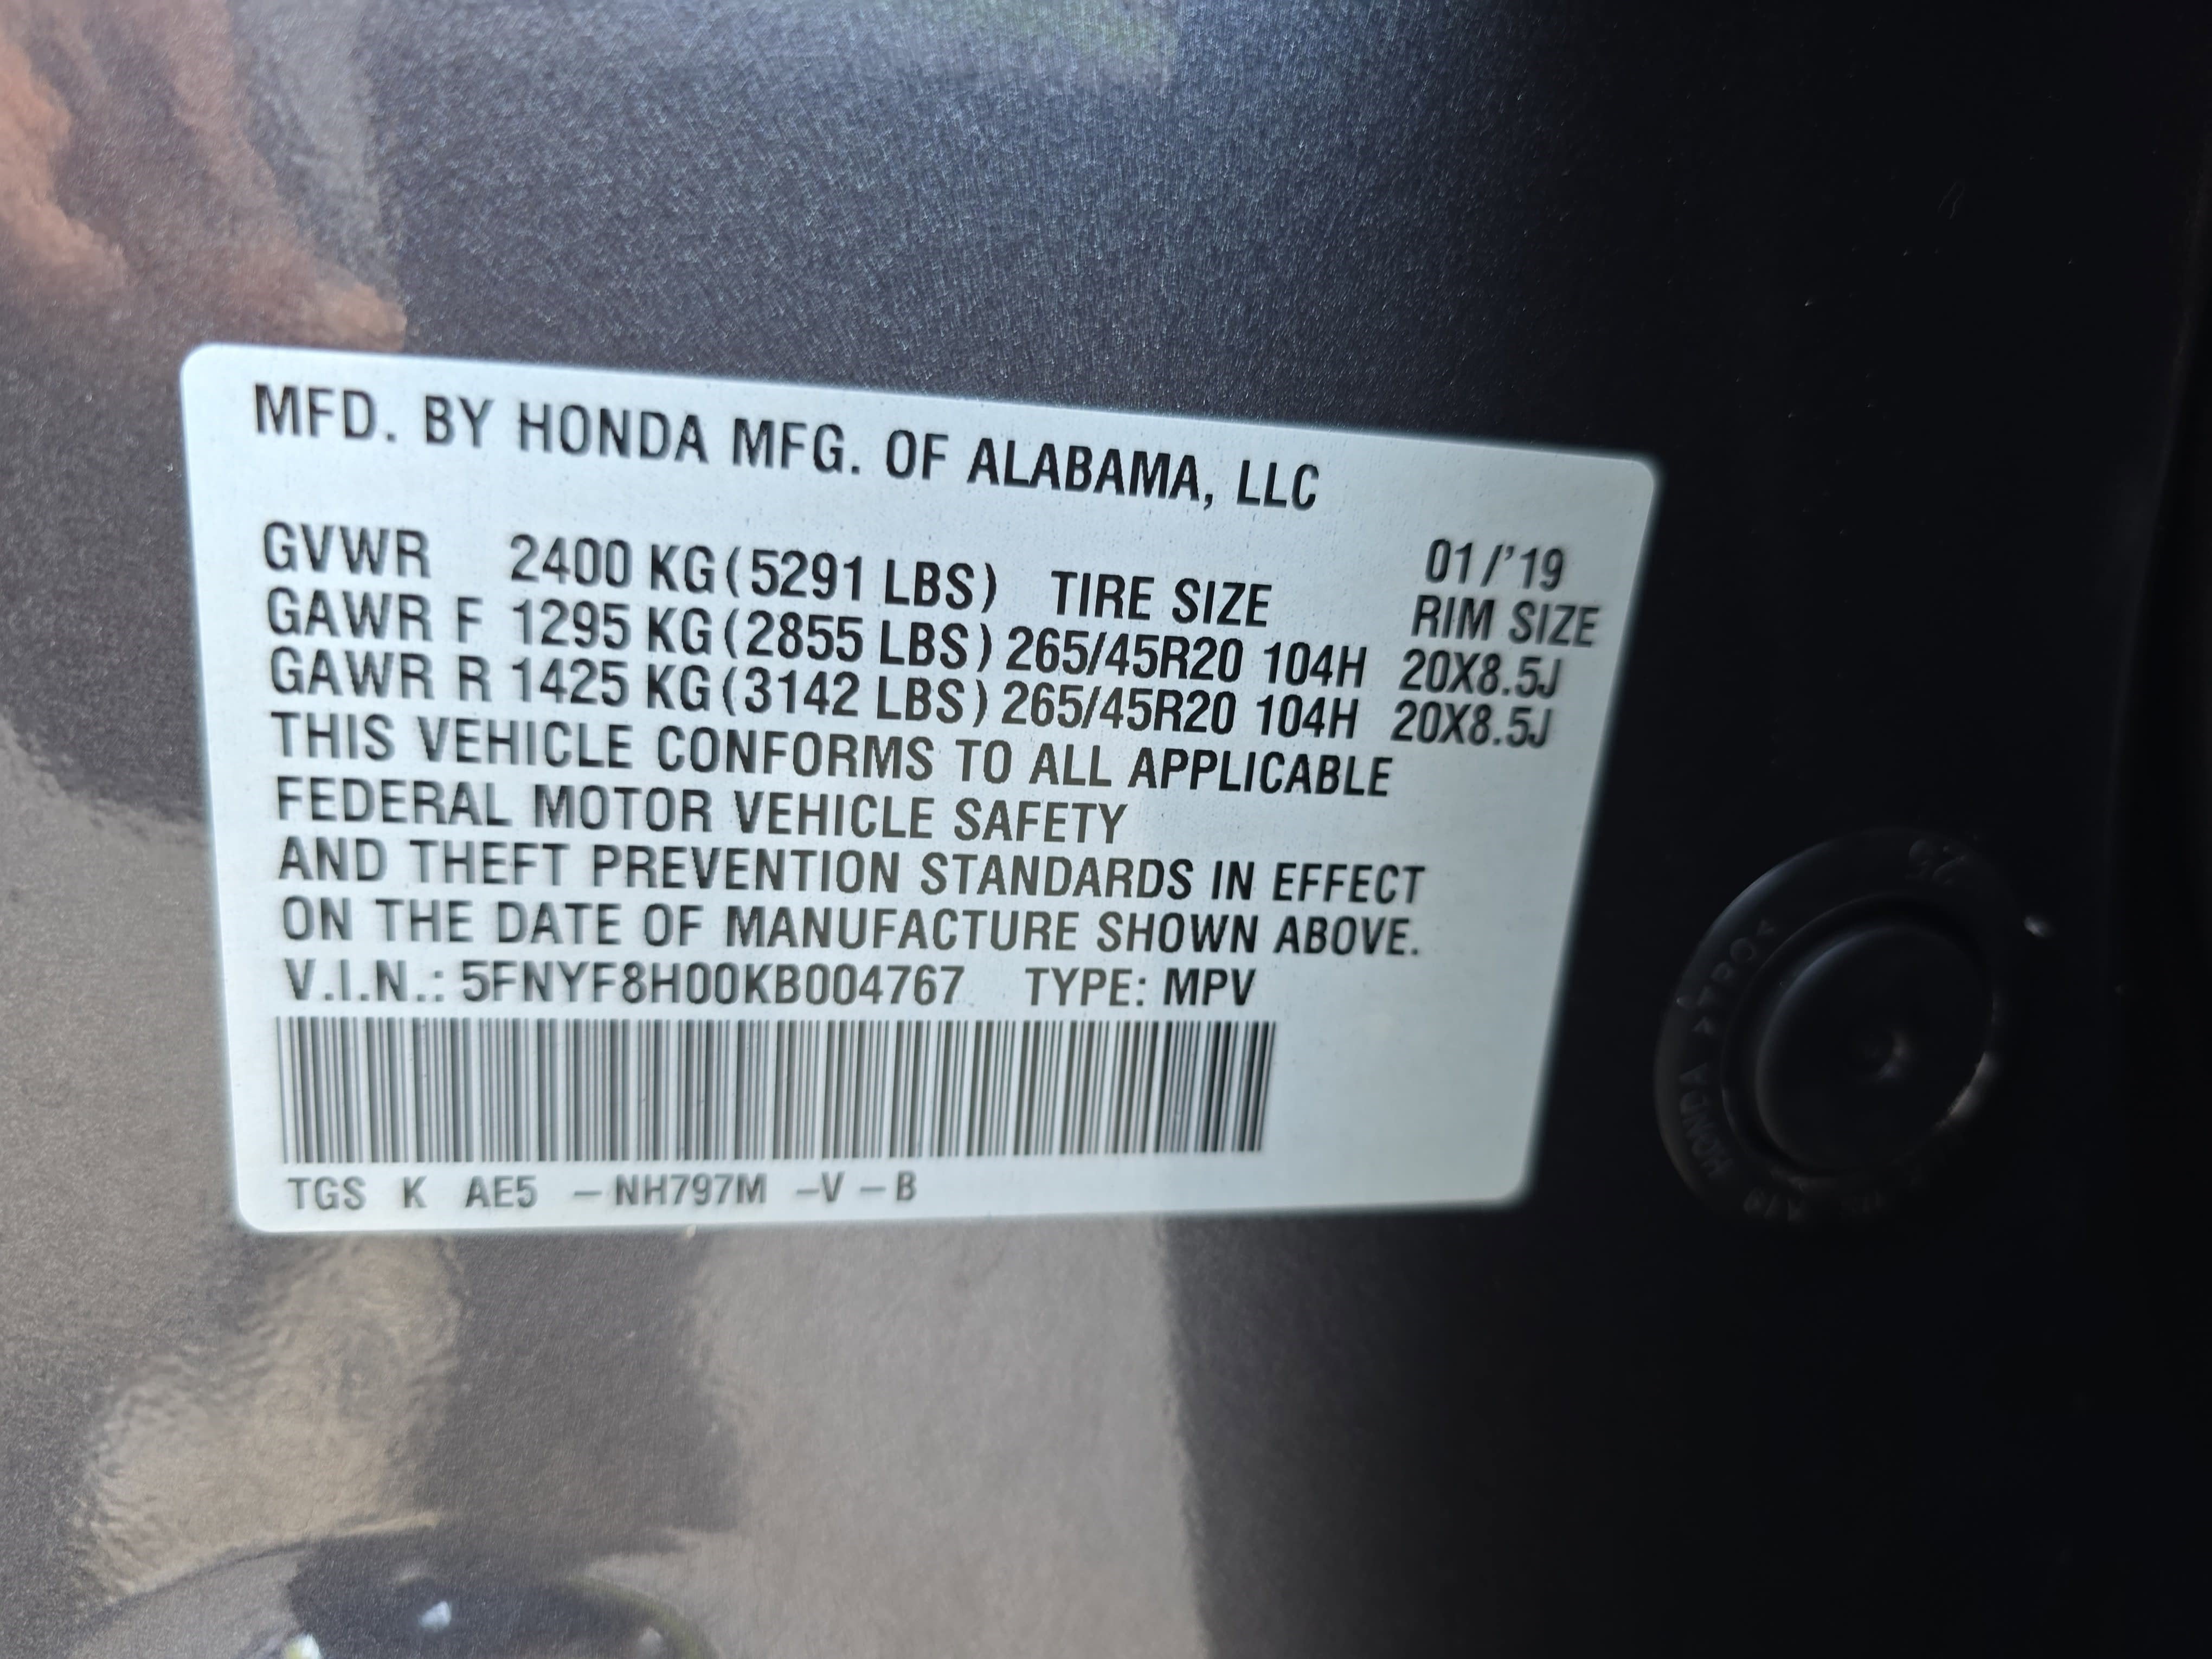 MFD. BY HONDA MFG. OF ALABAMA, LLC
01/'19
GVWR 2400 KG(5291 LBS) TIRE SIZE RIM SIZE
GAWR F 1295 KG(2855 LBS) 265/45R20 104H 20X8.5J
GAWR R 1425 KG(3142 LBS) 265/45R20 104H 20X8.5J
THIS VEHICLE CONFORMS TO ALL APPLICABLE
FEDERAL MOTOR VEHICLE SAFETY
AND THEFT PREVENTION STANDARDS IN EFFECT
ON THE DATE OF MANUFACTURE SHOWN ABOVE.
V.I.N.: 5FNYF8H00KB004767 TYPE: MPV
TGS K AE5 -NH797M -V-B
HONDA >TPO<